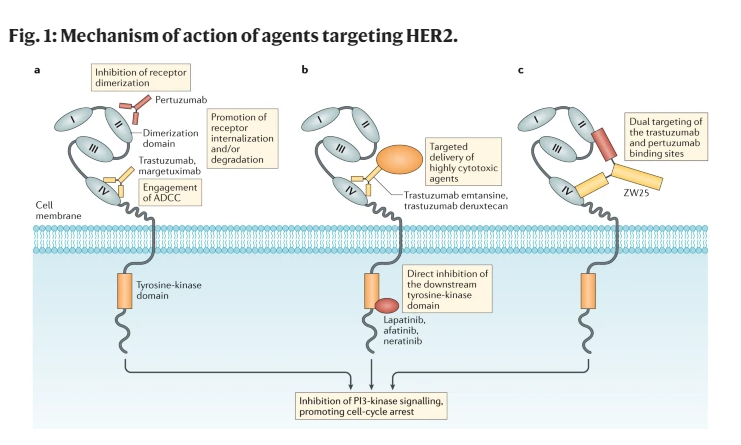 Fig. 1: Mechanism of action of agents targeting HER2.
a
Inhibition of receptor
dimerization
Pertuzumab
I
II
III
IV
Dimerization
domain
Promotion of
receptor
internalization
and/or
degradation
Trastuzumab,
margetuximab
Engagement
of ADCC
Cell
membrane
Tyrosine-kinase
domain
b
I
II
III
IV
Targeted
delivery of
highly cytotoxic
agents
Trastuzumab emtansine,
trastuzumab deruxtecan
Direct inhibition of
the downstream
tyrosine-kinase
domain
Lapatinib,
afatinib,
neratinib
c
I
II
III
IV
Dual targeting of
the trastuzumab
and pertuzumab
binding sites
ZW25
Inhibition of PI3-kinase signalling,
promoting cell-cycle arrest